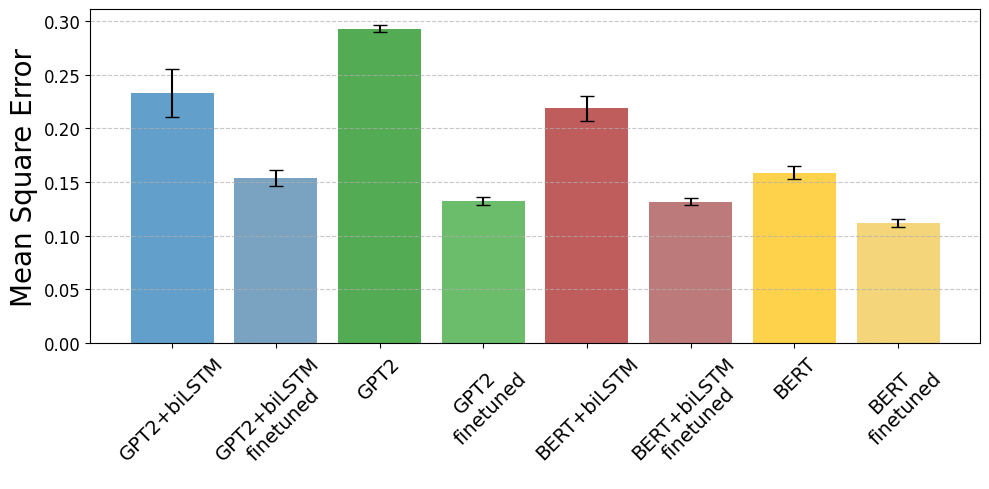 Mean Square Error
0.30
0.25
0.20
0.15
0.10
0.05
0.00
GPT2+biLSTM
GPT2+biLSTM
finetuned
GPT2
GPT2
finetuned
BERT+biLSTM
BERT+biLSTM
finetuned
BERT
BERT
finetuned